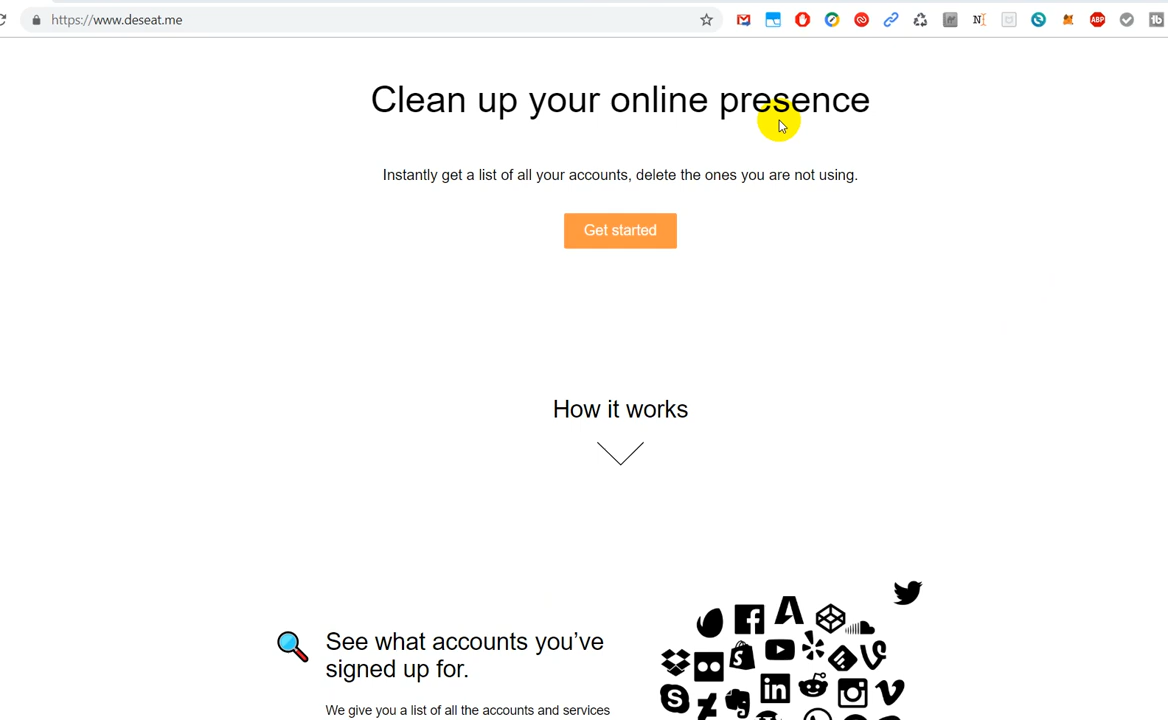 https://www.deseat.me
Clean up your online presence
Instantly get a list of all your accounts, delete the ones you are not using.
Get started
How it works
See what accounts you've
signed up for.
We give you a list of all the accounts and services